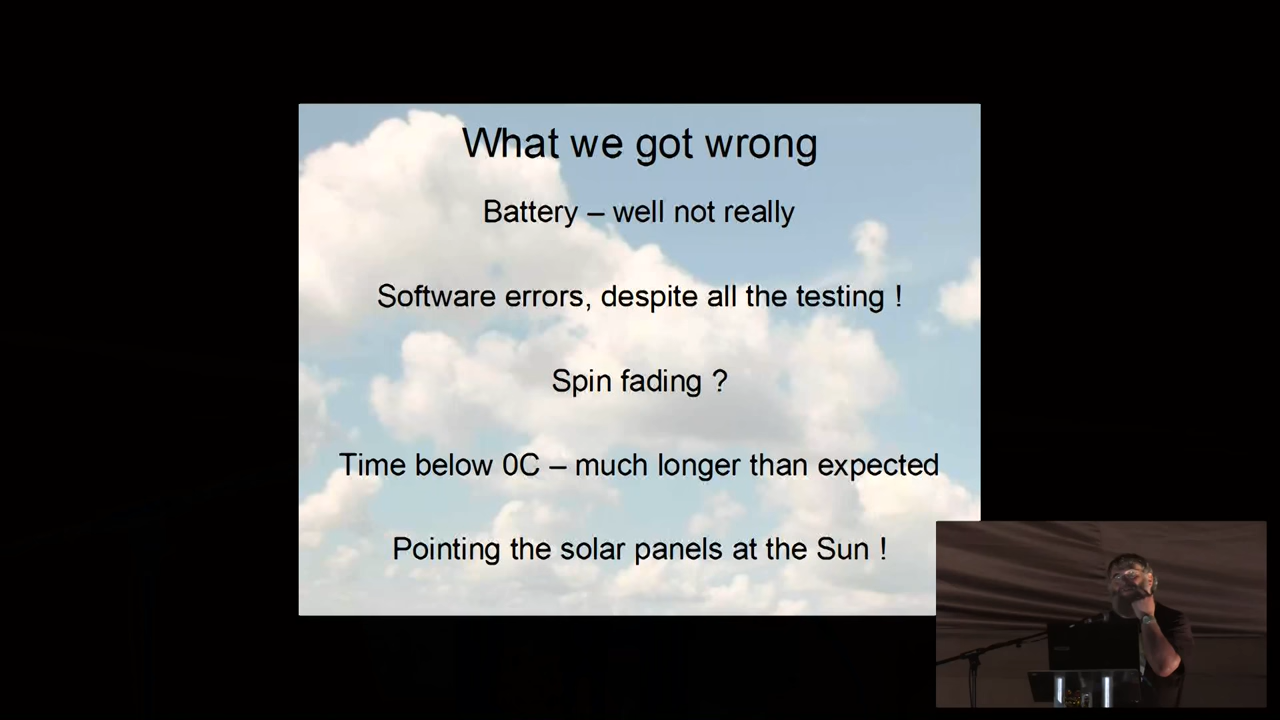 What we got wrong
Battery – well not really
Software errors, despite all the testing !
Spin fading ?
Time below 0C – much longer than expected
Pointing the solar panels at the Sun !